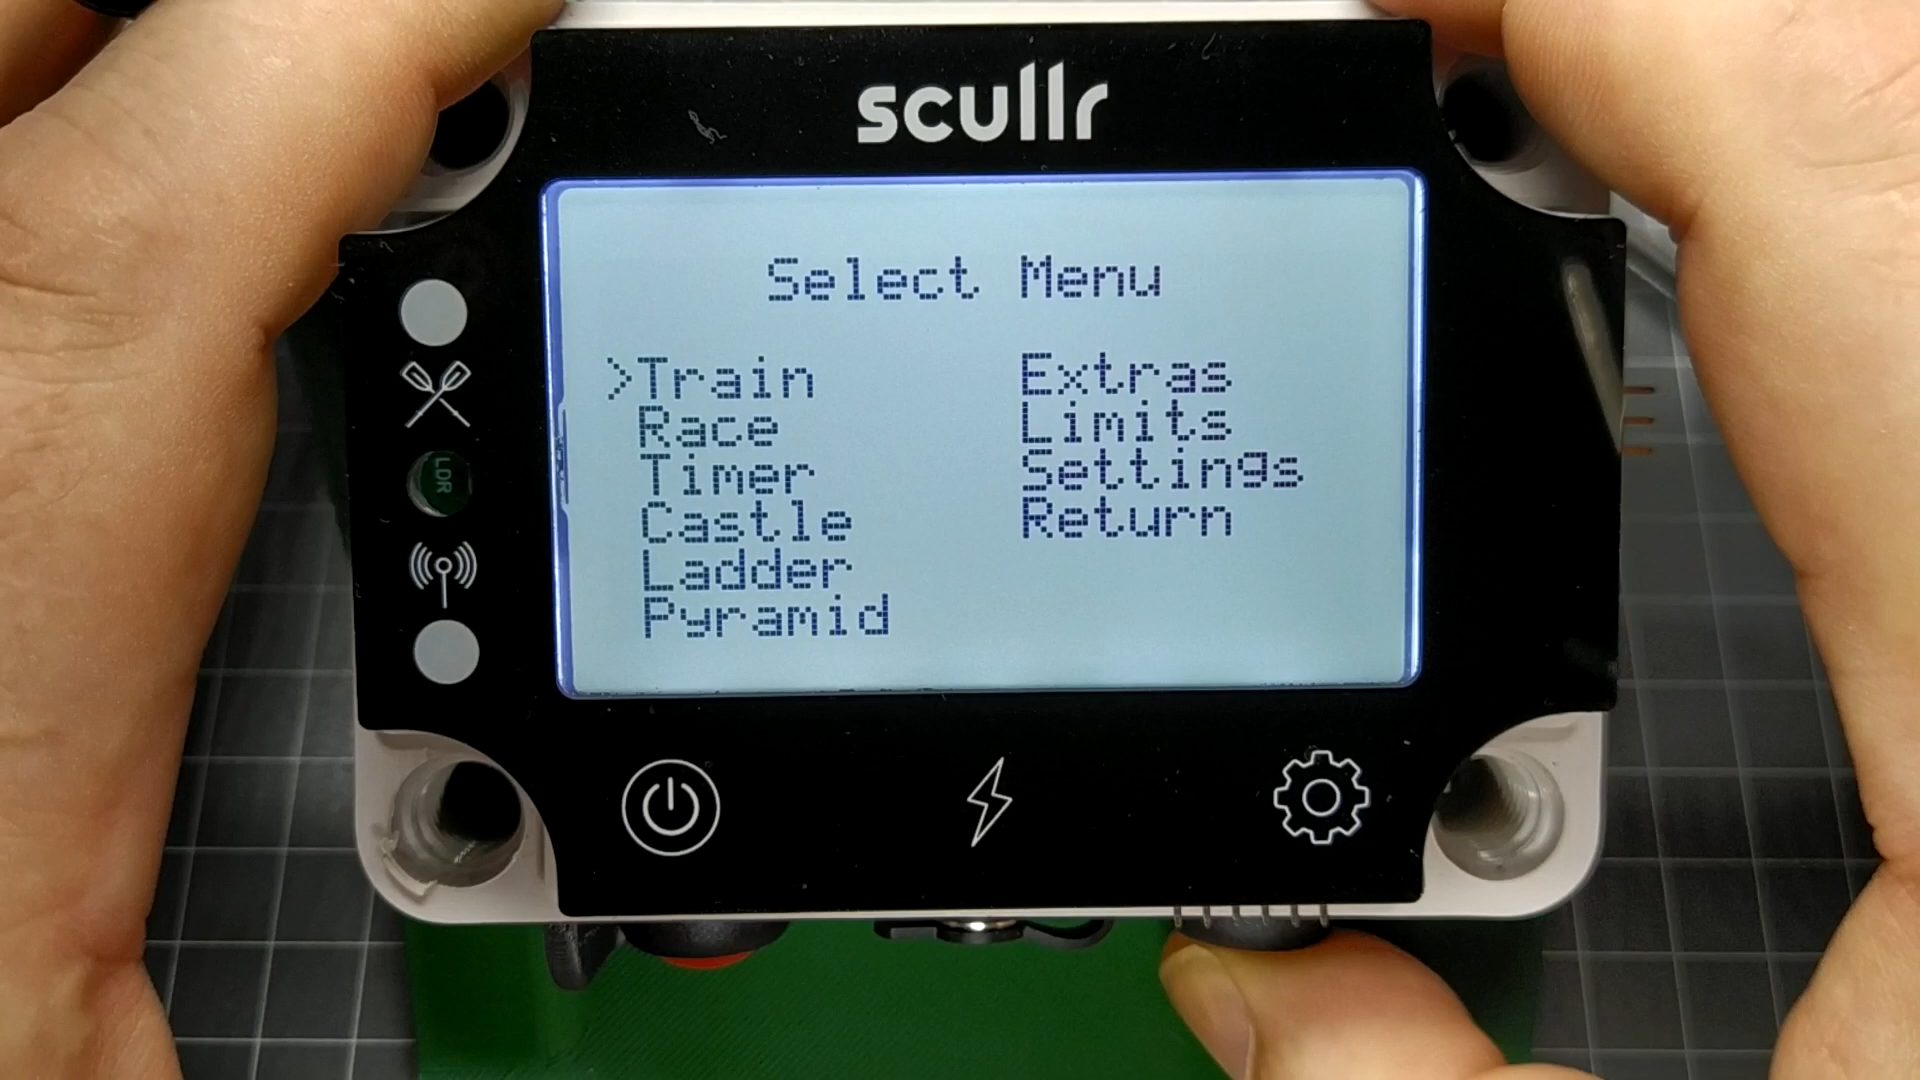 scullr
Select Menu
>Train
Race
Timer
Castle
Ladder
Pyramid
Extras
Limits
Settings
Return
LDR